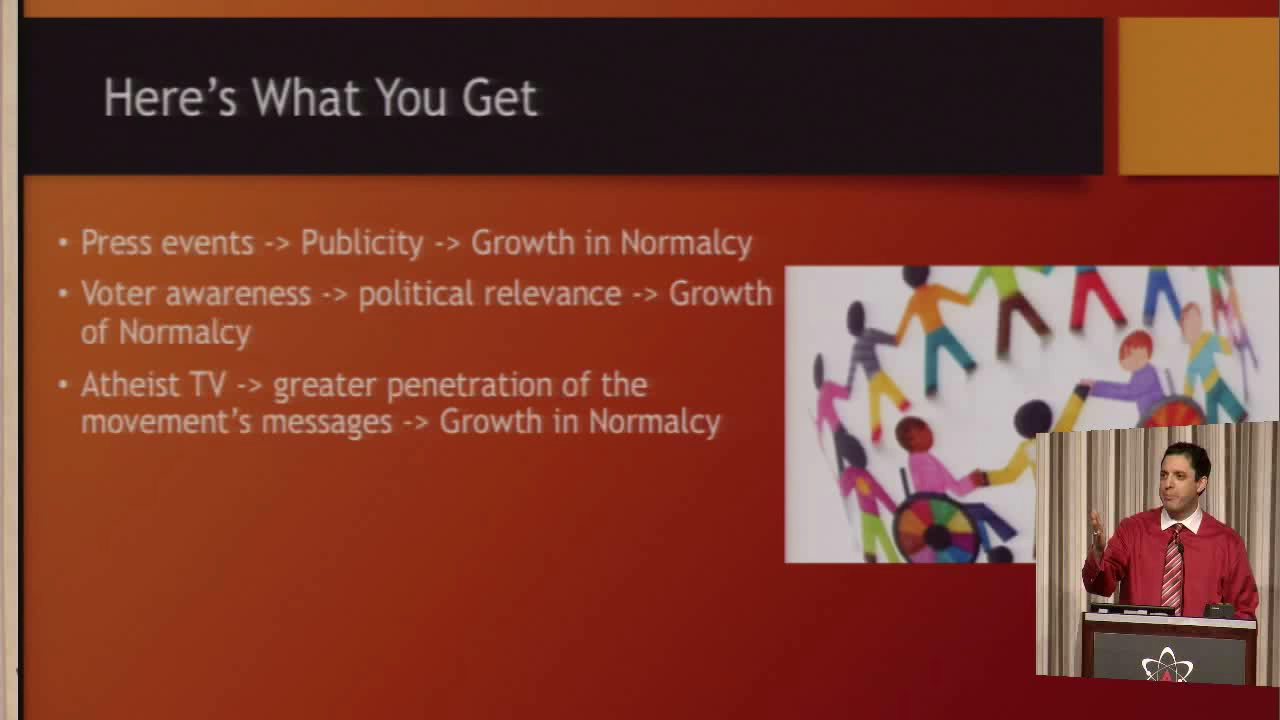 Here's What You Get
• Press events -> Publicity -> Growth in Normalcy
• Voter awareness -> political relevance -> Growth
of Normalcy
• Atheist TV -> greater penetration of the
movement's messages -> Growth in Normalcy
A